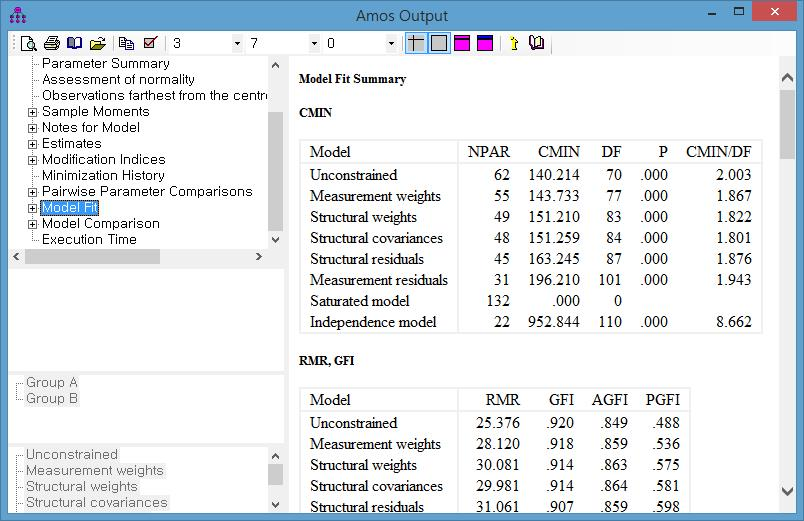 Amos Output
3 7 0
Parameter Summary
Assessment of normality
Observations farthest from the centr
Sample Moments
Notes for Model
Estimates
Modification Indices
Minimization History
Pairwise Parameter Comparisons
Model Fit
Model Comparison
Execution Time
Group A
Group B
Unconstrained
Measurement weights
Structural weights
Structural covariances
Model Fit Summary
CMIN
Model NPAR CMIN DF P CMIN/DF
Unconstrained 62 140.214 70 .000 2.003
Measurement weights 55 143.733 77 .000 1.867
Structural weights 49 151.210 83 .000 1.822
Structural covariances 48 151.259 84 .000 1.801
Structural residuals 45 163.245 87 .000 1.876
Measurement residuals 31 196.210 101 .000 1.943
Saturated model 132 .000 0
Independence model 22 952.844 110 .000 8.662
RMR, GFI
Model RMR GFI AGFI PGFI
Unconstrained 25.376 .920 .849 .488
Measurement weights 28.120 .918 .859 .536
Structural weights 30.081 .914 .863 .575
Structural covariances 29.981 .914 .864 .581
Structural residuals 31.061 .907 .859 .598